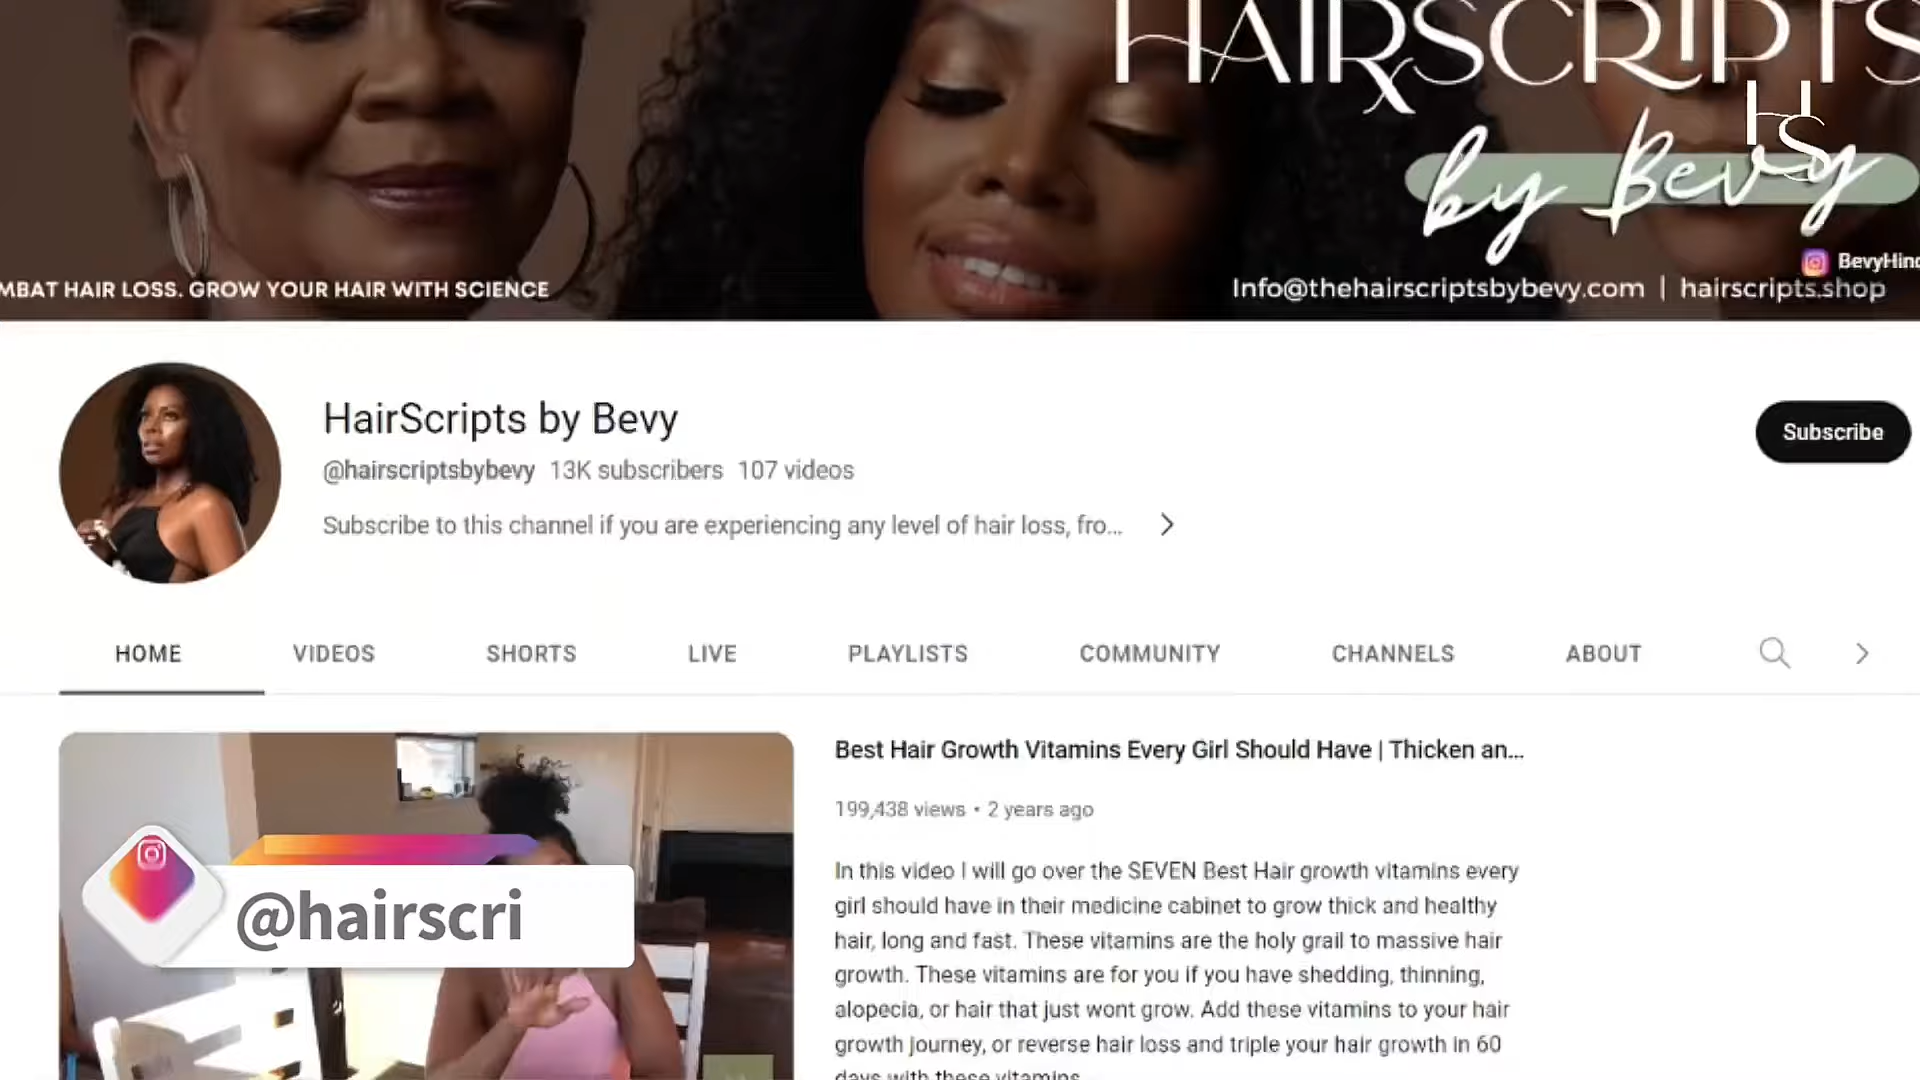 HAIRSCRIPTS
HS
by Bevy
BevyHind
MBAT HAIR LOSS. GROW YOUR HAIR WITH SCIENCE
Info@thehairscriptsbybevy.com | hairscripts.shop
HairScripts by Bevy
@hairscriptsbybevy 13K subscribers 107 videos
Subscribe to this channel if you are experiencing any level of hair loss, fro...
Subscribe
HOME VIDEOS SHORTS LIVE PLAYLISTS COMMUNITY CHANNELS ABOUT
Best Hair Growth Vitamins Every Girl Should Have | Thicken an...
199,438 views • 2 years ago
In this video I will go over the SEVEN Best Hair growth vitamins every
girl should have in their medicine cabinet to grow thick and healthy
hair, long and fast. These vitamins are the holy grail to massive hair
growth. These vitamins are for you if you have shedding, thinning,
alopecia, or hair that just wont grow. Add these vitamins to your hair
growth journey, or reverse hair loss and triple your hair growth in 60
days with these vitamins
@hairscri